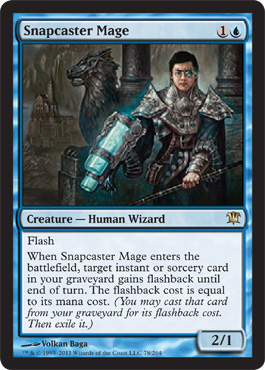 Snapcaster Mage 1
Creature — Human Wizard
Flash
When Snapcaster Mage enters the
battlefield, target instant or sorcery card
in your graveyard gains flashback until
end of turn. The flashback cost is equal
to its mana cost. (You may cast that card
from your graveyard for its flashback cost.
Then exile it.)
2/1
Volkan Baga
™ & © 1993–2011 Wizards of the Coast LLC 78/264